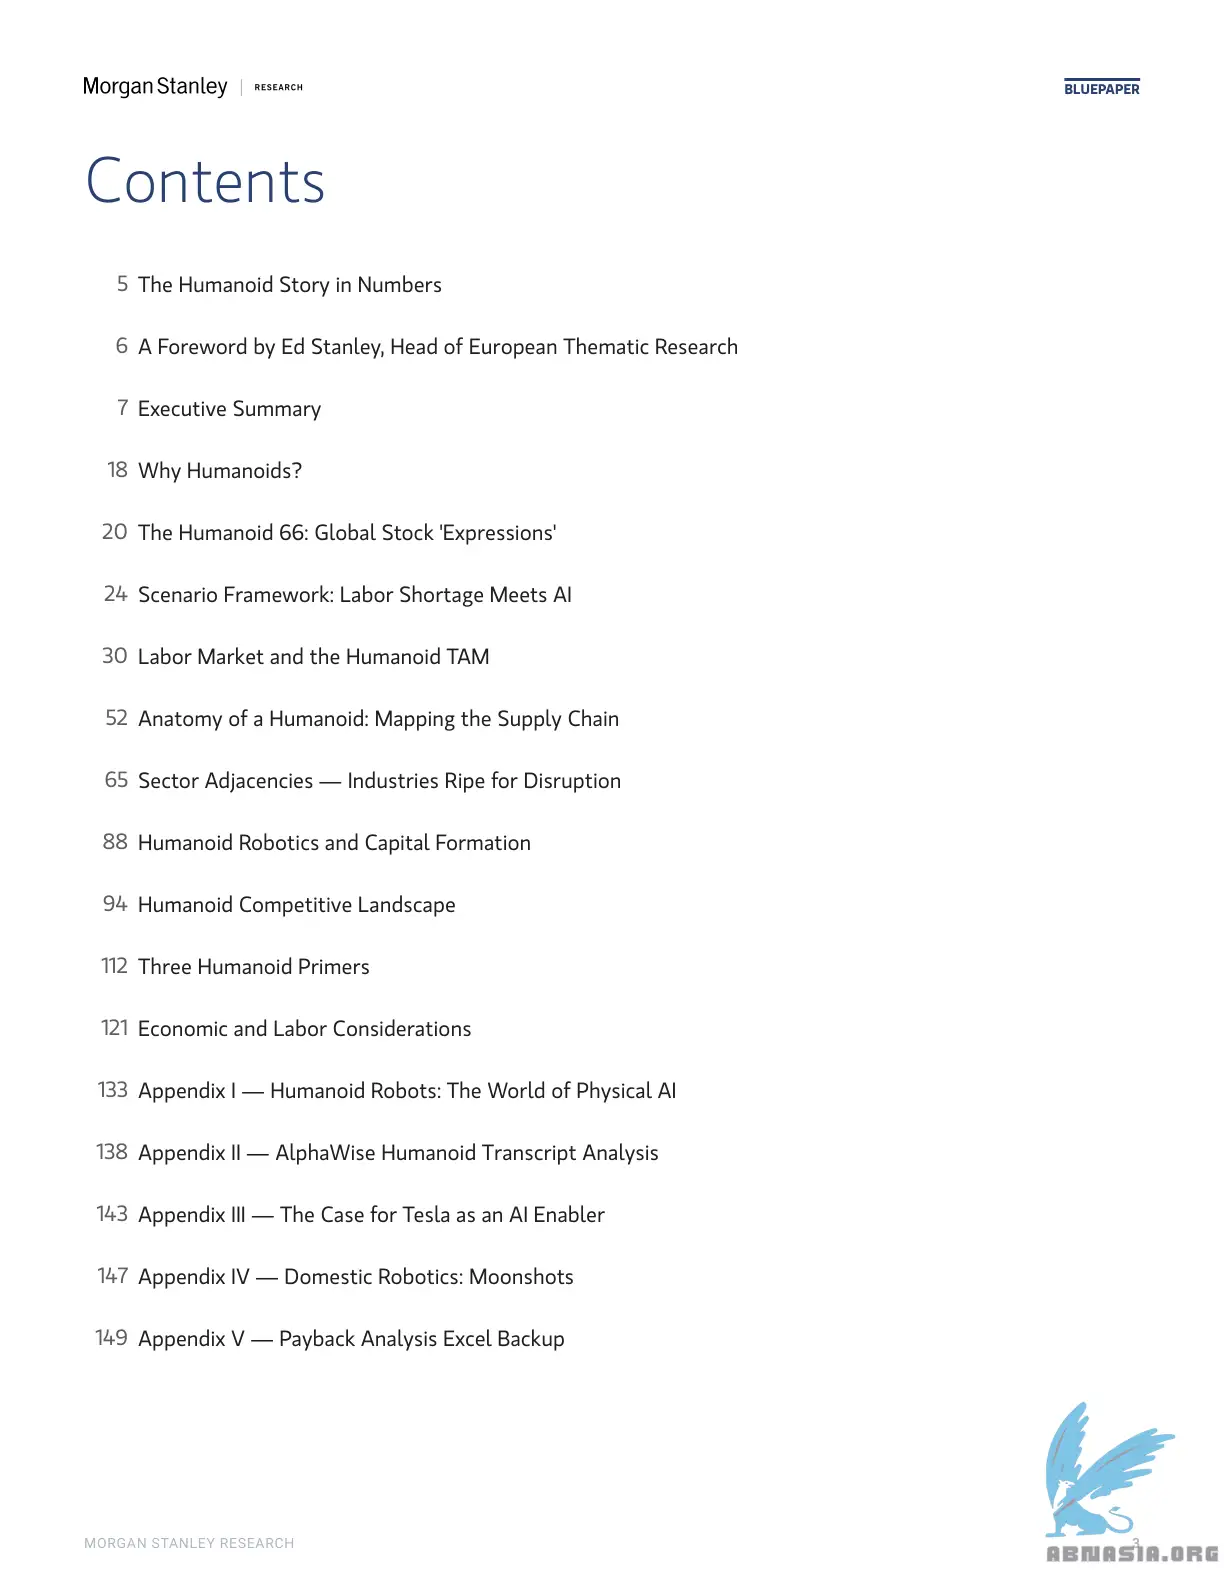 Morgan Stanley | RESEARCH
BLUEPAPER
Contents
5 The Humanoid Story in Numbers
6 A Foreword by Ed Stanley, Head of European Thematic Research
7 Executive Summary
18 Why Humanoids?
20 The Humanoid 66: Global Stock 'Expressions'
24 Scenario Framework: Labor Shortage Meets AI
30 Labor Market and the Humanoid TAM
52 Anatomy of a Humanoid: Mapping the Supply Chain
65 Sector Adjacencies — Industries Ripe for Disruption
88 Humanoid Robotics and Capital Formation
94 Humanoid Competitive Landscape
112 Three Humanoid Primers
121 Economic and Labor Considerations
133 Appendix I — Humanoid Robots: The World of Physical AI
138 Appendix II — AlphaWise Humanoid Transcript Analysis
143 Appendix III — The Case for Tesla as an AI Enabler
147 Appendix IV — Domestic Robotics: Moonshots
149 Appendix V — Payback Analysis Excel Backup
MORGAN STANLEY RESEARCH
3
ABNASIA.ORG